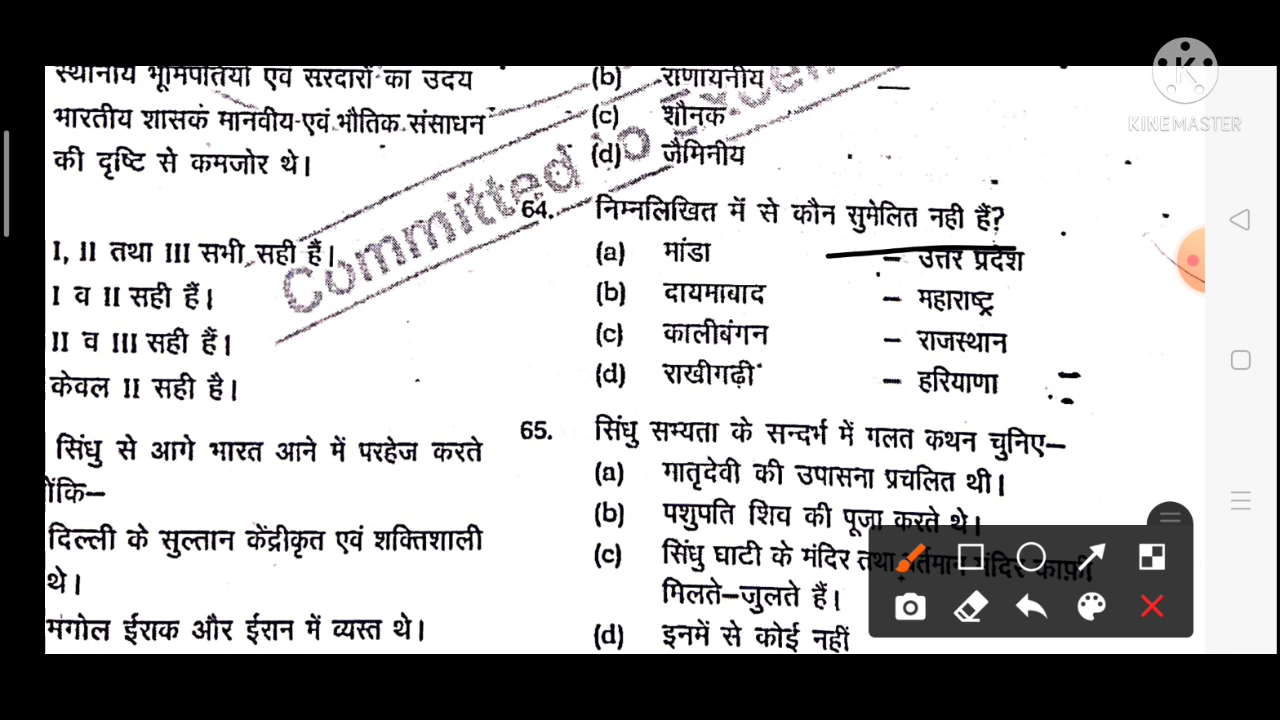 स्थानीय भूमिपतियों एवं सरदारों का उदय
भारतीय शासक मानवीय एवं भौतिक संसाधन
की दृष्टि से कमजोर थे।
I, II तथा III सभी सही हैं।
I व II सही हैं।
II व III सही हैं।
केवल II सही है।
सिंधु से आगे भारत आने में परहेज करते
दिल्ली के सुल्तान केंद्रीकृत एवं शक्तिशाली
थे।
मंगोल ईराक और ईरान में व्यस्त थे।
(b) राणायनीय
(c) शौनक
(d) जैमिनीय
64. निम्नलिखित में से कौन सुमेलित नही हैं?
(a) मांडा – उत्तर प्रदेश
(b) दायमाबाद – महाराष्ट्र
(c) कालीबंगन – राजस्थान
(d) राखीगढ़ी – हरियाणा
65. सिंधु सभ्यता के सन्दर्भ में गलत कथन चुनिए–
(a) मातृदेवी की उपासना प्रचलित थी।
(b) पशुपति शिव की पूजा करते थे।
(c) सिंधु घाटी के मंदिर तथा वर्तमान मंदिर काफी
मिलते–जुलते हैं।
(d) इनमें से कोई नहीं
Committed to
KINEMASTER